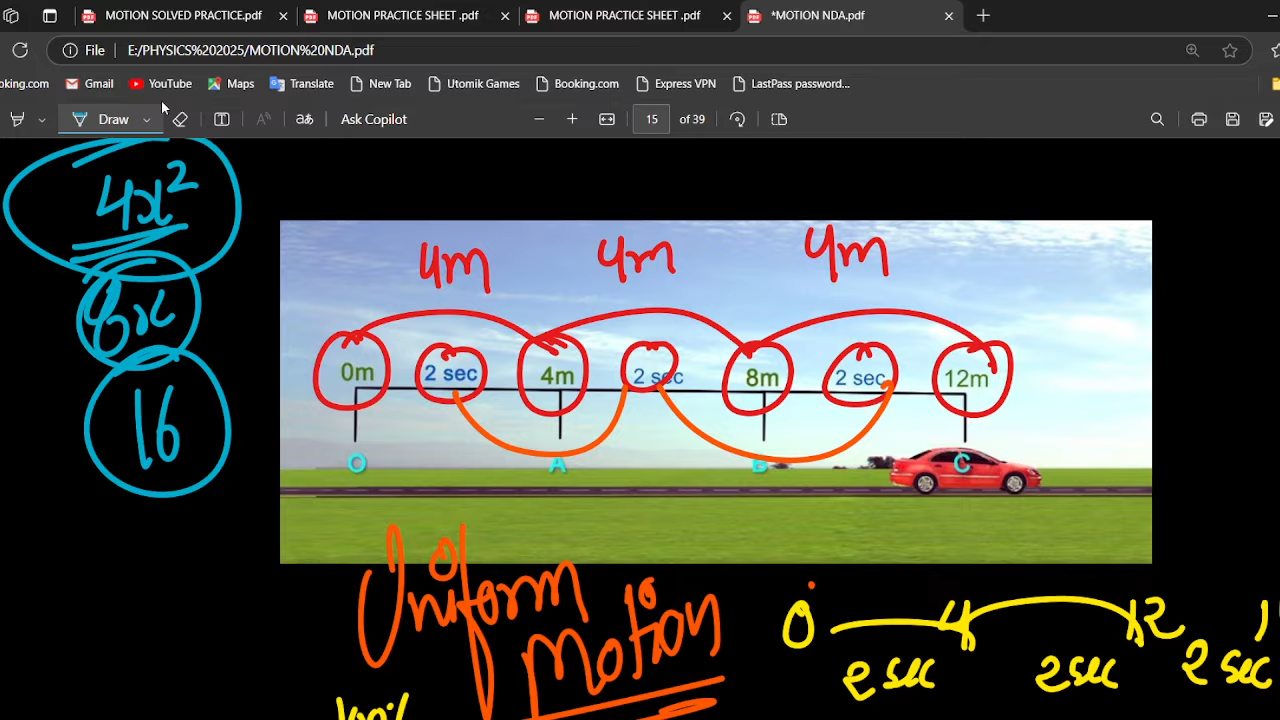 MOTION SOLVED PRACTICE.pdf MOTION PRACTICE SHEET .pdf MOTION PRACTICE SHEET .pdf *MOTION NDA.pdf
File E:/PHYSICS%202025/MOTION%20NDA.pdf
oking.com Gmail YouTube Maps Translate New Tab Utomik Games Booking.com Express VPN LastPass password...
Draw aあ Ask Copilot 15 of 39
4x²
16
4m 4m 4m
0m 2 sec 4m 2 sec 8m 2 sec 12m
O A B C
Uniform
Motion
0 4 12
2 sec 2 sec 2 sec